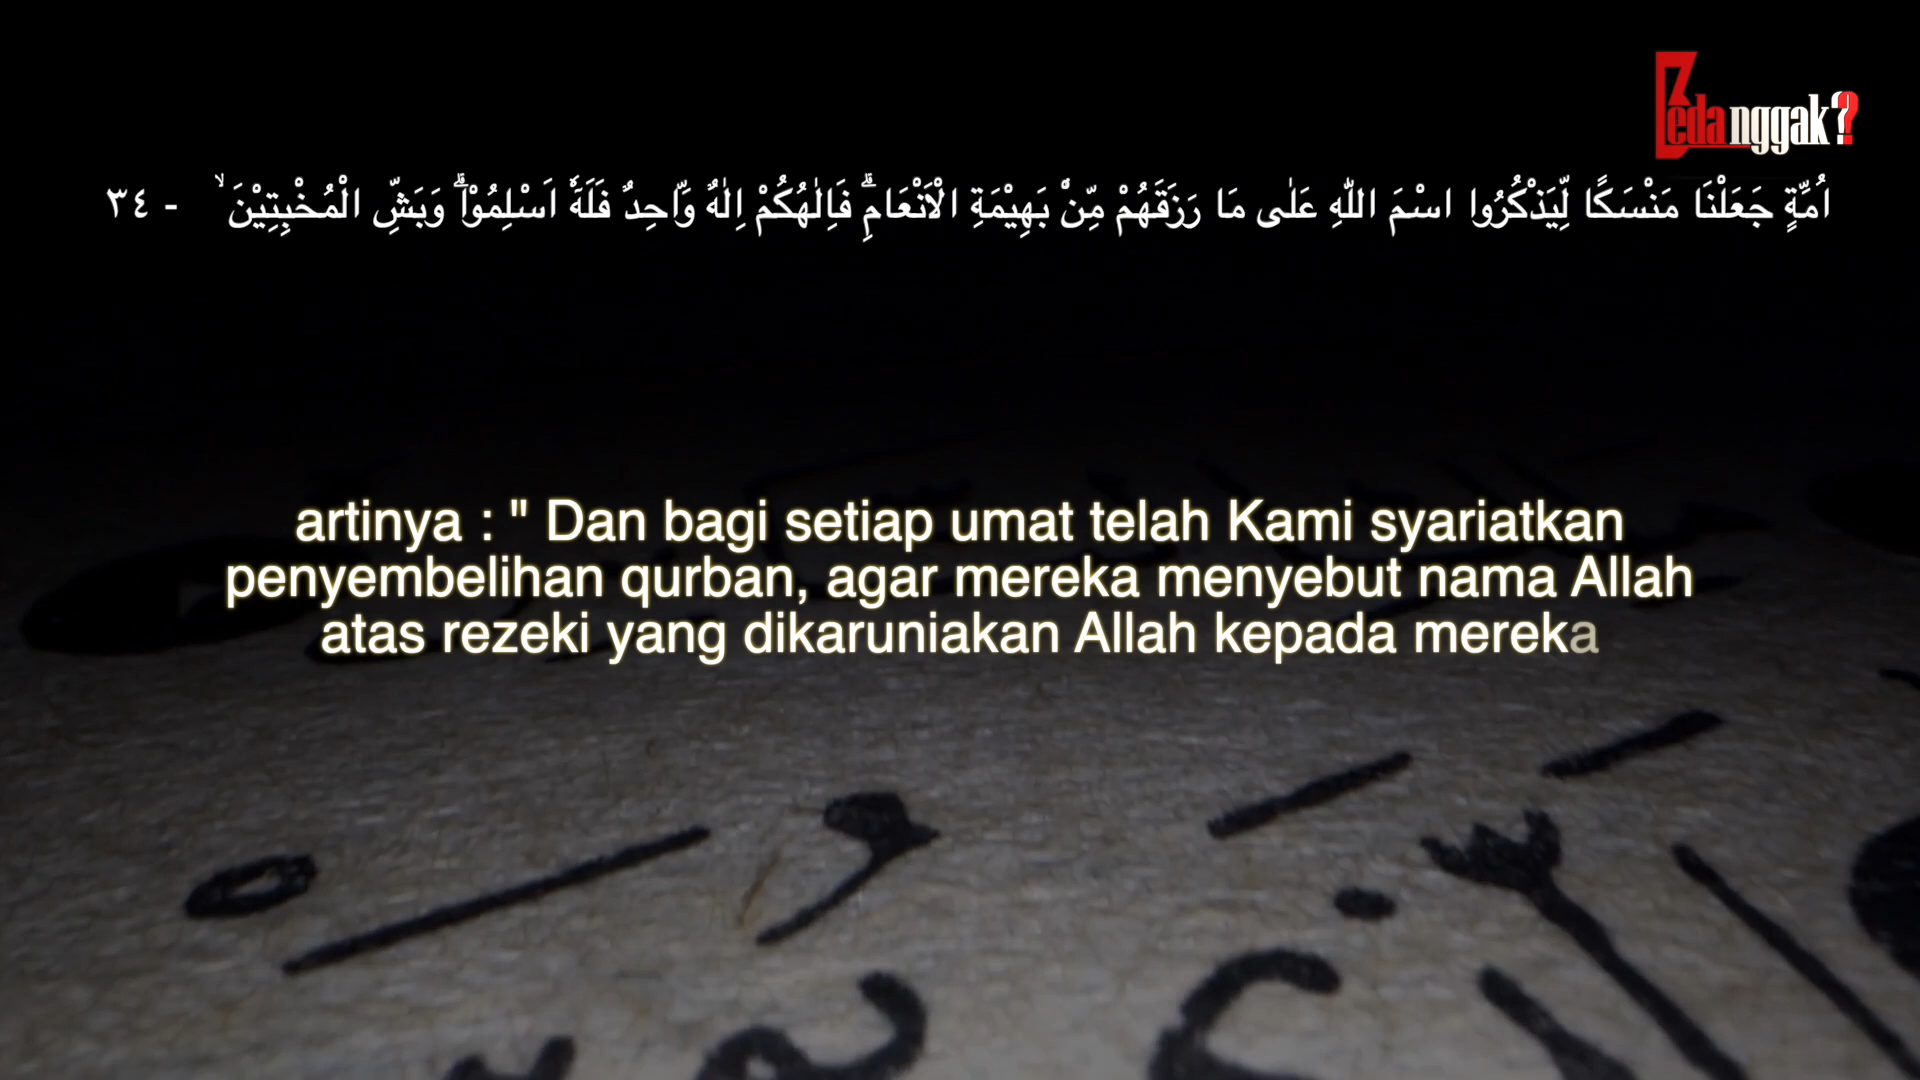 Bedanggak?
اُمَّةٍ جَعَلْنَا مَنْسَكًا لِّيَذْكُرُوا اسْمَ اللّٰهِ عَلٰى مَا رَزَقَهُمْ مِّنْۢ بَهِيْمَةِ الْاَنْعَامِۗ فَاِلٰهُكُمْ اِلٰهٌ وَّاحِدٌ فَلَهٗٓ اَسْلِمُوْاۗ وَبَشِّ الْمُخْبِتِيْنَ ۙ - ٣٤
artinya : " Dan bagi setiap umat telah Kami syariatkan
penyembelihan qurban, agar mereka menyebut nama Allah
atas rezeki yang dikaruniakan Allah kepada mereka